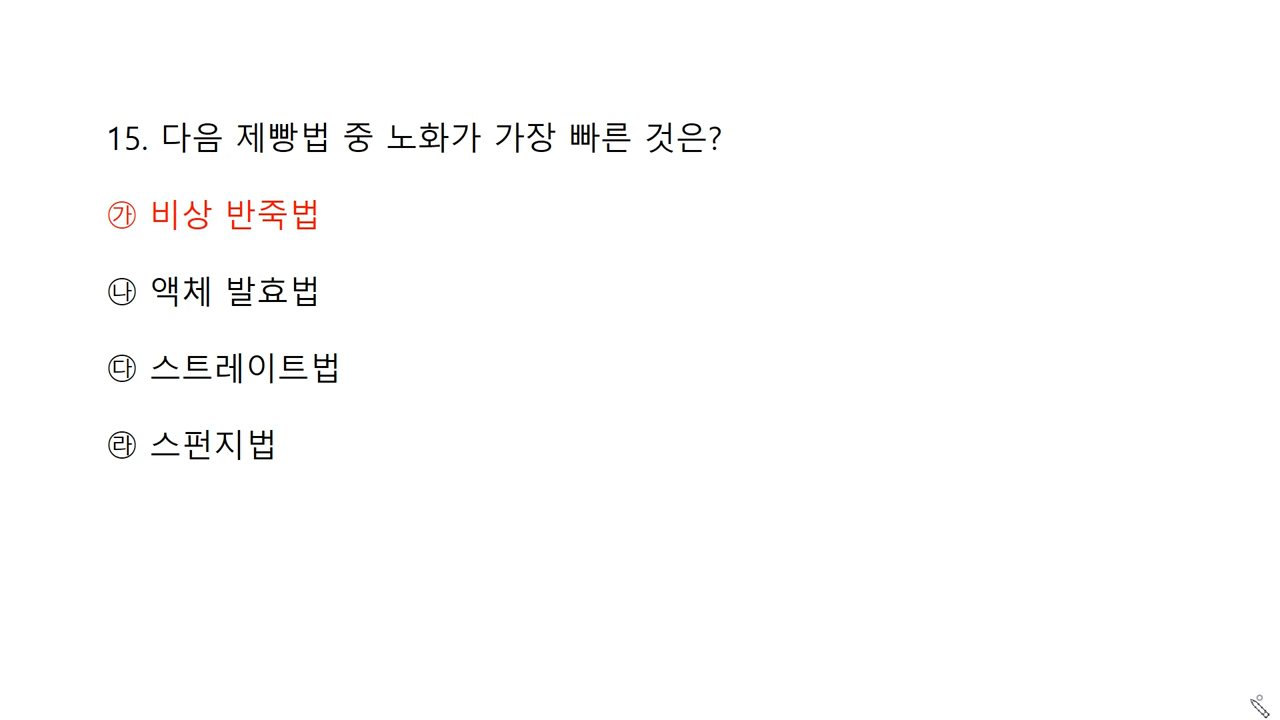 15. 다음 제빵법 중 노화가 가장 빠른 것은?
㉮ 비상 반죽법
㉯ 액체 발효법
㉰ 스트레이트법
㉱ 스펀지법